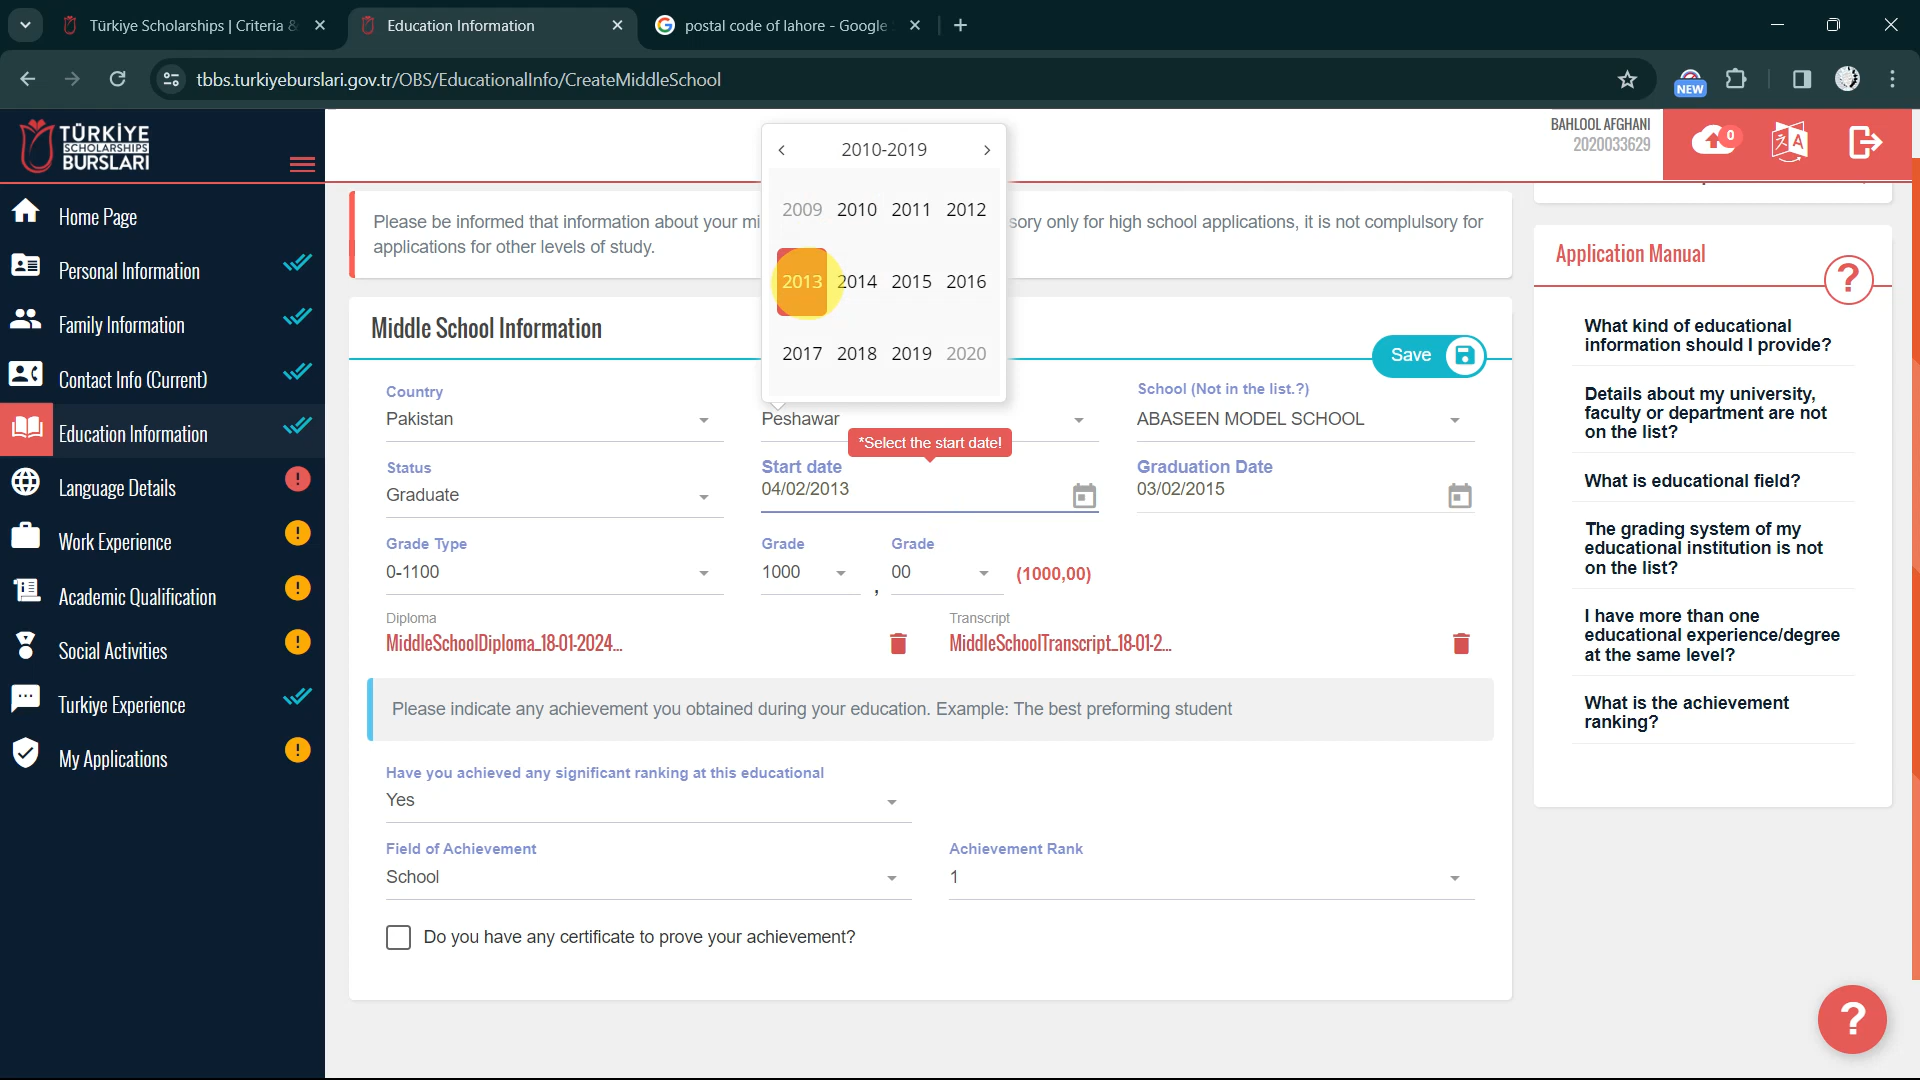 Türkiye Scholarships | Criteria &
Education Information
postal code of lahore - Google
tbbs.turkiyeburslari.gov.tr/OBS/EducationalInfo/CreateMiddleSchool
NEW
TÜRKİYE
SCHOLARSHIPS
BURSLARI
BAHLOOL AFGHANI
2020033629
0
Home Page
Personal Information
Family Information
Contact Info (Current)
Education Information
Language Details
Work Experience
Academic Qualification
Social Activities
Turkiye Experience
My Applications
Please be informed that information about your mi
sory only for high school applications, it is not complulsory for
applications for other levels of study.
2010-2019
2009 2010 2011 2012
2013 2014 2015 2016
2017 2018 2019 2020
Middle School Information
Save
Country
Pakistan
Peshawar
School (Not in the list.?)
ABASEEN MODEL SCHOOL
*Select the start date!
Status
Graduate
Start date
04/02/2013
Graduation Date
03/02/2015
Grade Type
0-1100
Grade
1000
,
Grade
00
(1000,00)
Diploma
MiddleSchoolDiploma_18-01-2024...
Transcript
MiddleSchoolTranscript_18-01-2...
Please indicate any achievement you obtained during your education. Example: The best preforming student
Have you achieved any significant ranking at this educational
Yes
Field of Achievement
School
Achievement Rank
1
Do you have any certificate to prove your achievement?
Application Manual
?
What kind of educational
information should I provide?
Details about my university,
faculty or department are not
on the list?
What is educational field?
The grading system of my
educational institution is not
on the list?
I have more than one
educational experience/degree
at the same level?
What is the achievement
ranking?
?